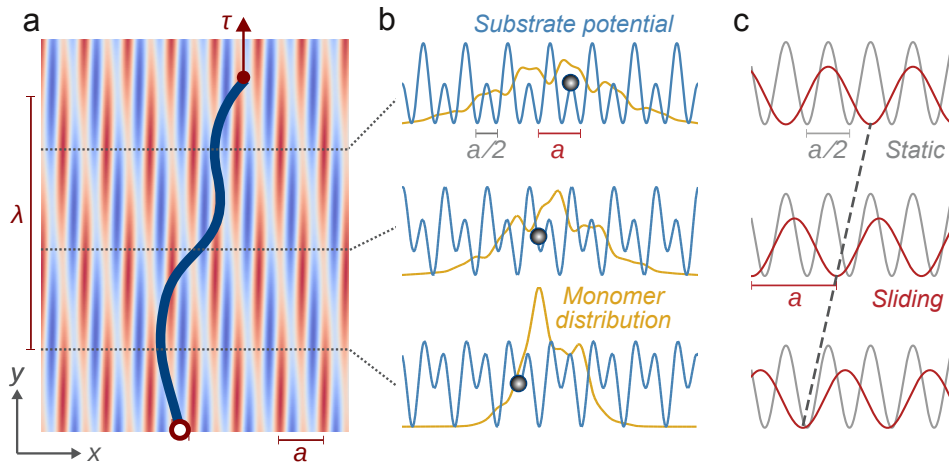 a
τ
λ
y
x
a
b
Substrate potential
a/2
a
Monomer
distribution
c
a/2
Static
a
Sliding